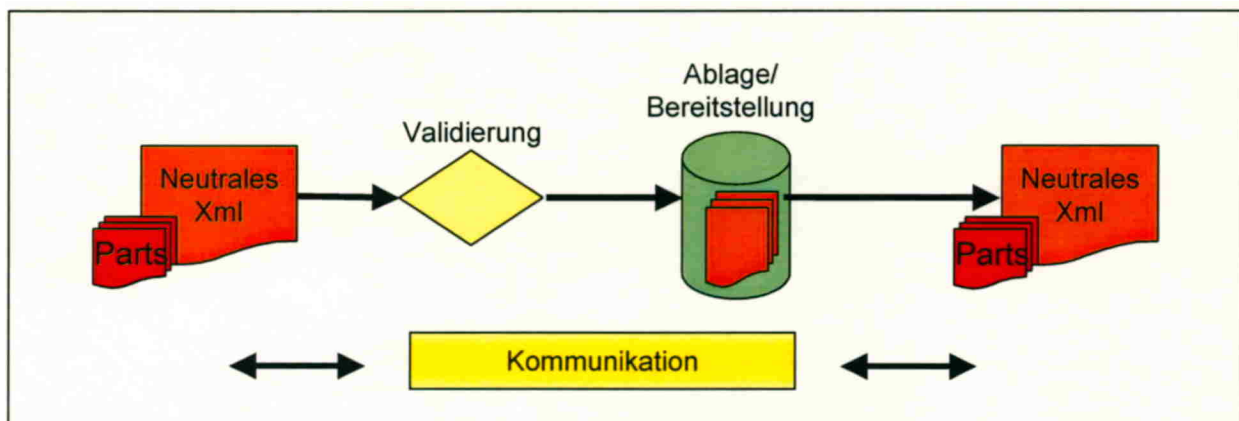 Ablage/
Bereitstellung
Validierung
Neutrales
Xml
Parts
Neutrales
Xml
Parts
Kommunikation